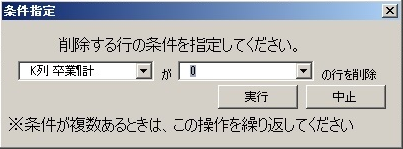 条件指定
削除する行の条件を指定してください。
K列 卒業¶計 が 0 の行を削除
実行 中止
※条件が複数あるときは、この操作を繰り返してください